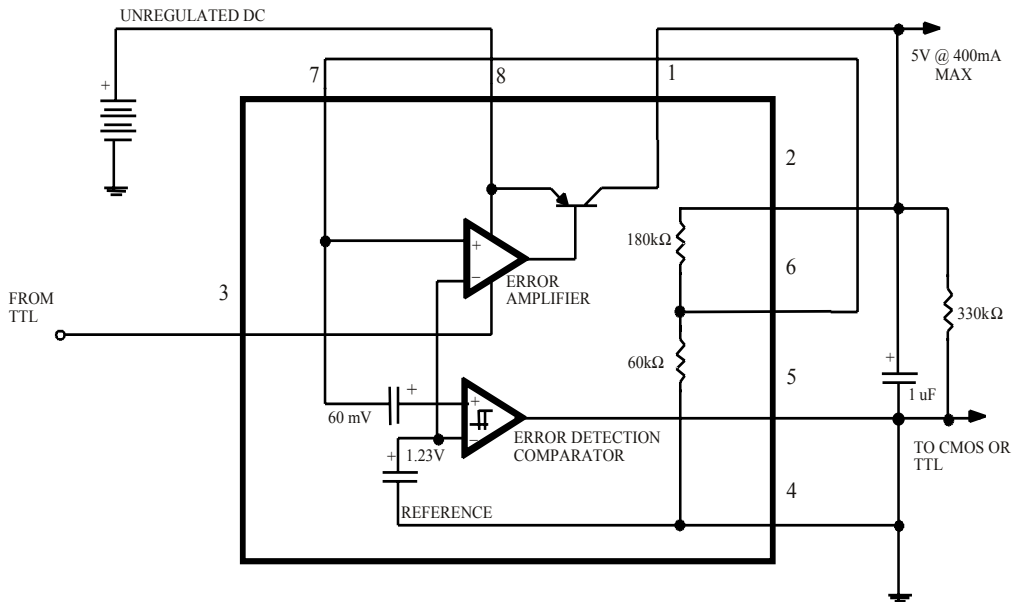 UNREGULATED DC
+
7
8
1
5V @ 400mA
MAX
2
180kΩ
+
−
ERROR
AMPLIFIER
6
3
FROM
TTL
330kΩ
60kΩ
5
+
1 uF
+
60 mV
+
−
ERROR DETECTION
COMPARATOR
+
1.23V
TO CMOS OR
TTL
4
REFERENCE